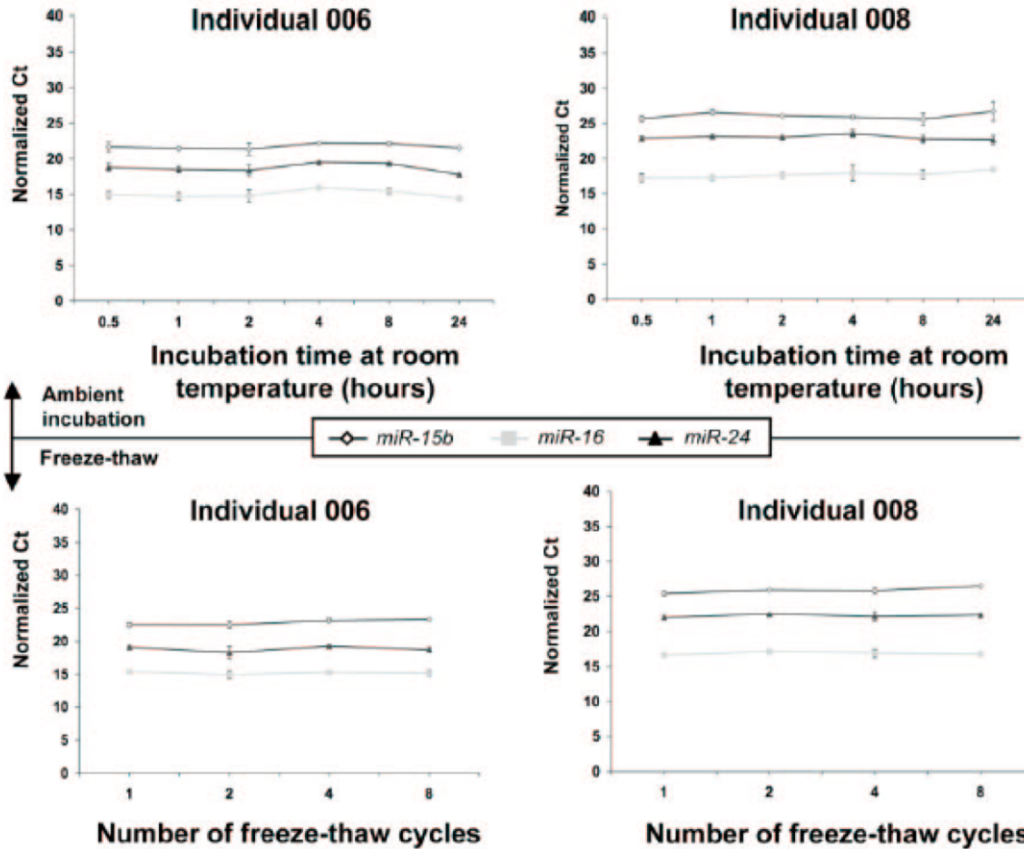 Individual 006
Normalized Ct
40
35
30
25
20
15
10
5
0
0.5 1 2 4 8 24
Incubation time at room
temperature (hours)
Individual 008
Normalized Ct
40
35
30
25
20
15
10
5
0
0.5 1 2 4 8 24
Incubation time at room
temperature (hours)
Ambient
incubation
Freeze-thaw
miR-15b miR-16 miR-24
Individual 006
Normalized Ct
40
35
30
25
20
15
10
5
0
1 2 4 8
Number of freeze-thaw cycles
Individual 008
Normalized Ct
40
35
30
25
20
15
10
5
0
1 2 4 8
Number of freeze-thaw cycles